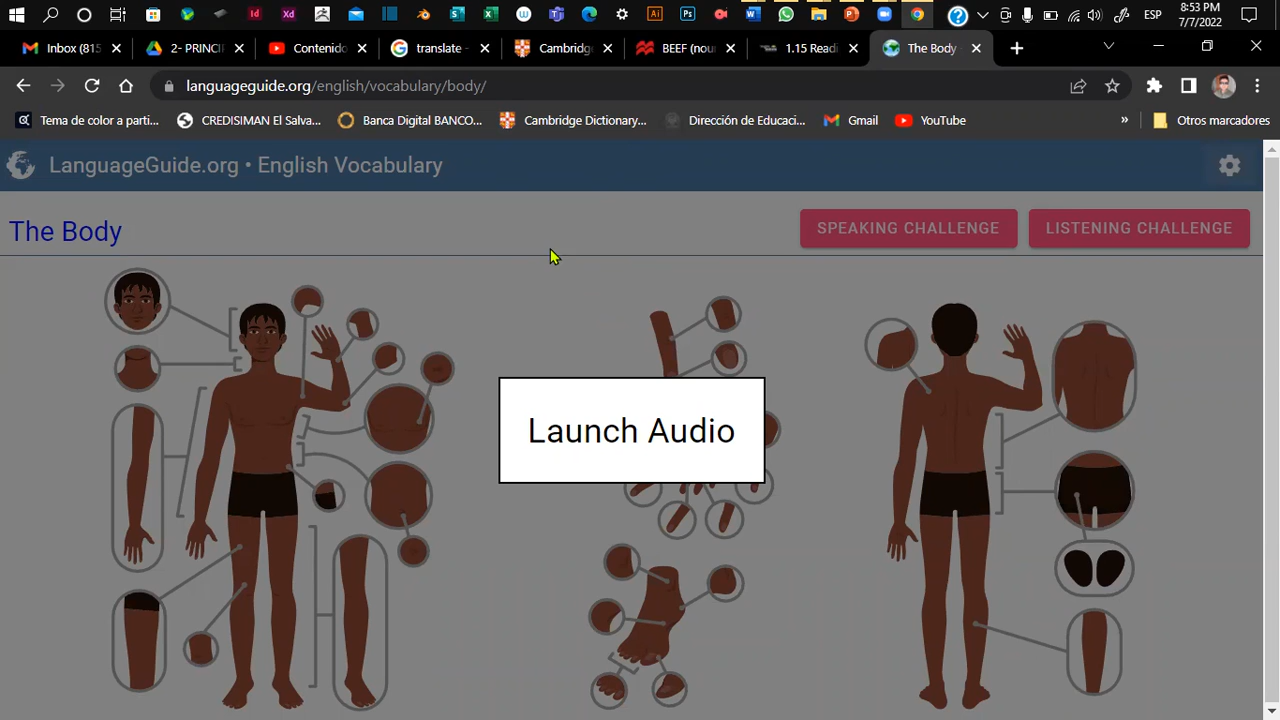 ESP
8:53 PM
7/7/2022
Inbox (815
2- PRINCI
Contenido
translate -
Cambridg
BEEF (nou
1.15 Readi
The Body
languageguide.org/english/vocabulary/body/
Tema de color a parti...
CREDISIMAN El Salva...
Banca Digital BANCO...
Cambridge Dictionary...
Dirección de Educaci...
Gmail
YouTube
»
Otros marcadores
LanguageGuide.org • English Vocabulary
The Body
SPEAKING CHALLENGE
LISTENING CHALLENGE
Launch Audio